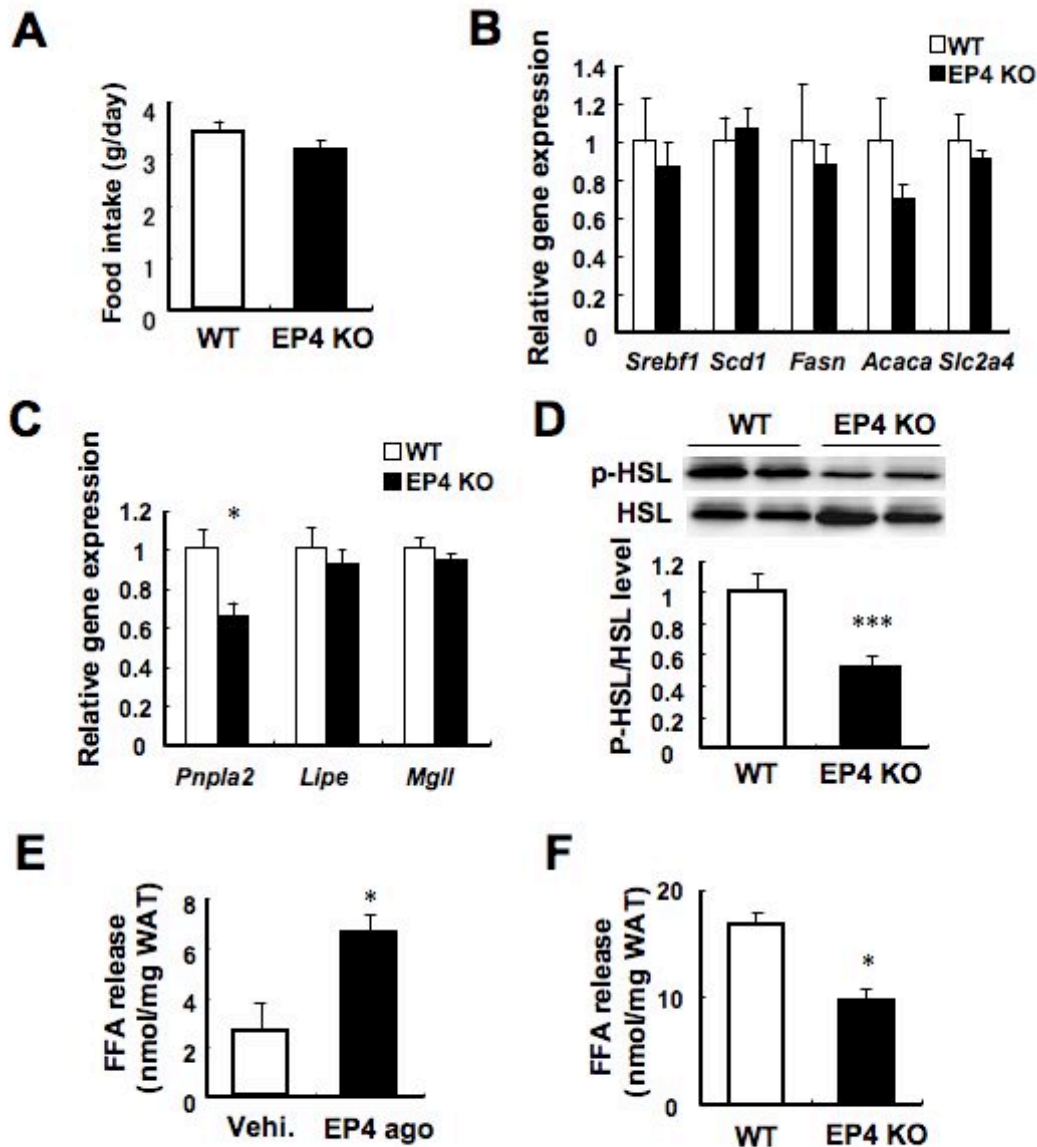 A
Food intake (g/day)
4
3
2
1
0
WT EP4 KO
B
WT
EP4 KO
Relative gene expression
1.4
1.2
1
0.8
0.6
0.4
0.2
0
Srebf1 Scd1 Fasn Acaca Slc2a4
C
WT
EP4 KO
Relative gene expression
1.2
1
0.8
0.6
0.4
0.2
0
*
Pnpla2 Lipe Mgll
D
WT EP4 KO
p-HSL
HSL
P-HSL/HSL level
1.2
1
0.8
0.6
0.4
0.2
0
***
WT EP4 KO
E
FFA release
(nmol/mg WAT)
8
6
4
2
0
*
Vehi. EP4 ago
F
FFA release
(nmol/mg WAT)
20
10
0
*
WT EP4 KO